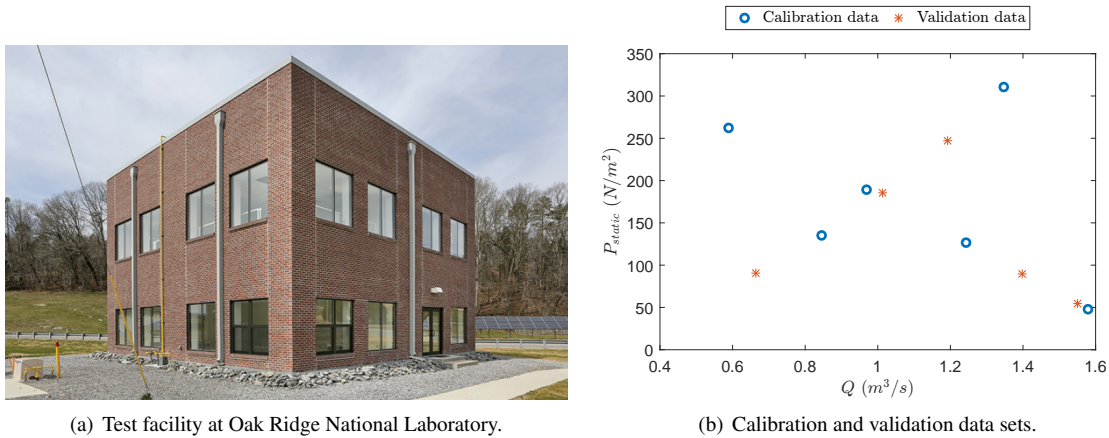 Calibration data
Validation data
350
300
250
200
150
100
50
0
P_static (N/m^2)
0.4 0.6 0.8 1 1.2 1.4 1.6
Q (m^3/s)
(a) Test facility at Oak Ridge National Laboratory.
(b) Calibration and validation data sets.